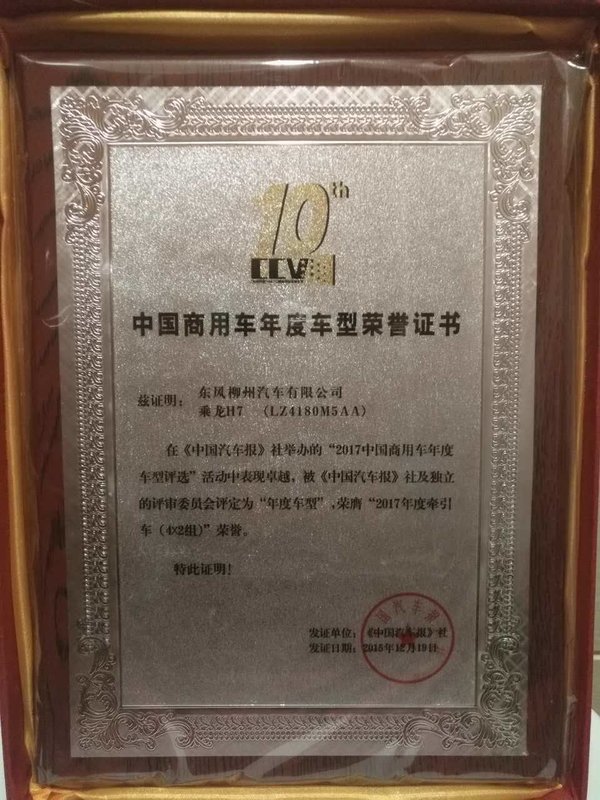 10th
CCV
中国商用车年度车型荣誉证书
兹证明： 东风柳州汽车有限公司
乘龙H7 （LZ4180M5AA）
在《中国汽车报》社举办的“2017中国商用车年度
车型评选”活动中表现卓越，被《中国汽车报》社及独立
的评审委员会评定为“年度车型”，荣膺“2017年度牵引
车（4×2组）”荣誉。
特此证明！
国汽车报
发证单位：《中国汽车报》社
发证日期：2016年12月19日